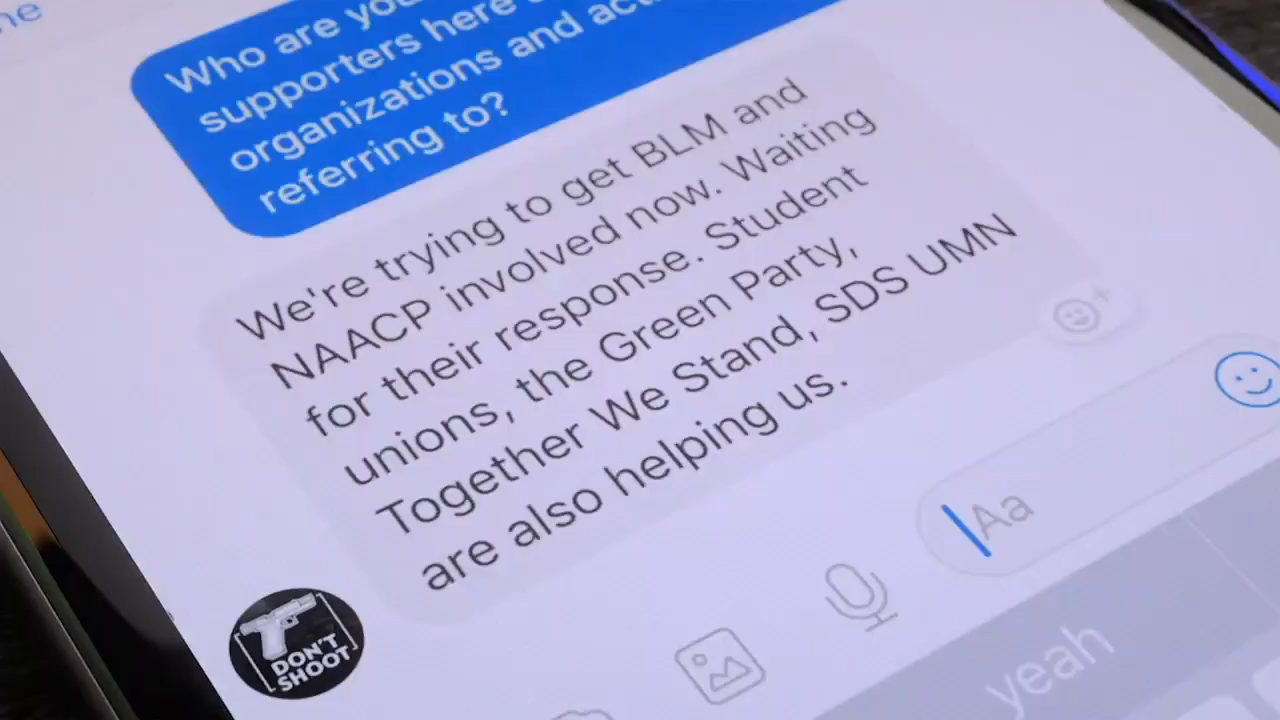 Who are
supporters here
organizations and
referring to?
We're trying to get BLM and
NAACP involved now. Waiting
for their response. Student
unions, the Green Party,
Together We Stand, SDS UMN
are also helping us.
Aa
DON'T
SHOOT
yeah